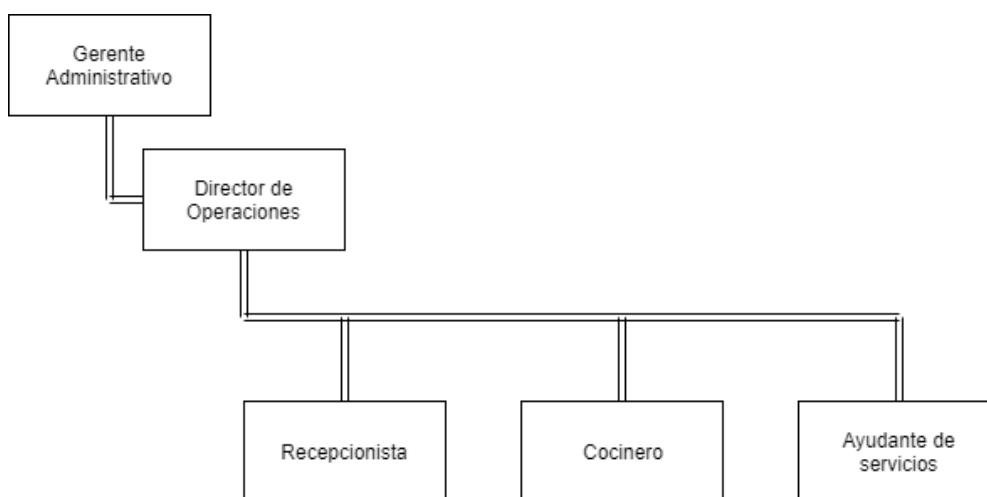 Gerente
Administrativo
Director de
Operaciones
Recepcionista
Cocinero
Ayudante de
servicios